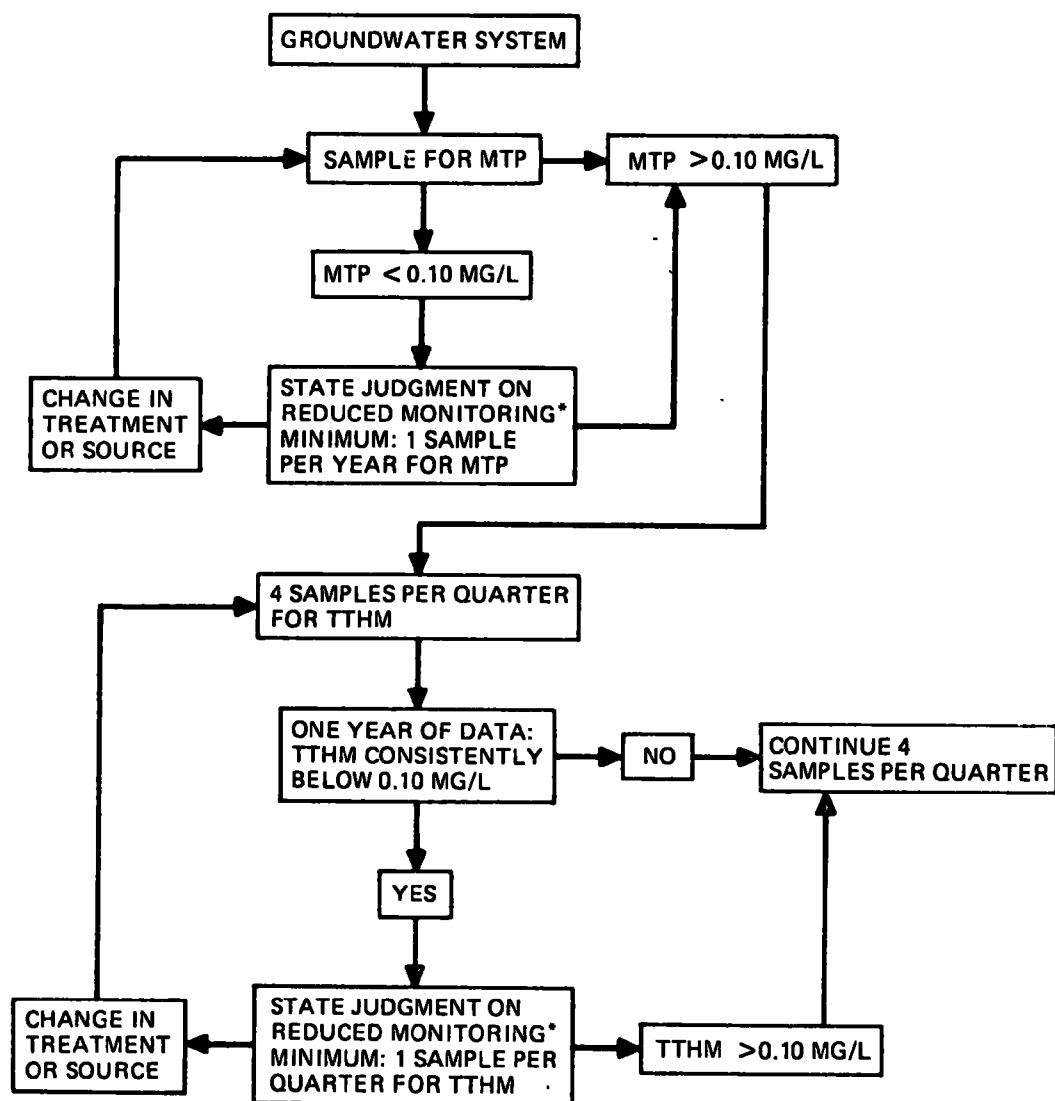 GROUNDWATER SYSTEM
SAMPLE FOR MTP
MTP >0.10 MG/L
MTP < 0.10 MG/L
CHANGE IN
TREATMENT
OR SOURCE
STATE JUDGMENT ON
REDUCED MONITORING*
MINIMUM: 1 SAMPLE
PER YEAR FOR MTP
4 SAMPLES PER QUARTER
FOR TTHM
ONE YEAR OF DATA:
TTHM CONSISTENTLY
BELOW 0.10 MG/L
NO
CONTINUE 4
SAMPLES PER QUARTER
YES
CHANGE IN
TREATMENT
OR SOURCE
STATE JUDGMENT ON
REDUCED MONITORING*
MINIMUM: 1 SAMPLE PER
QUARTER FOR TTHM
TTHM >0.10 MG/L